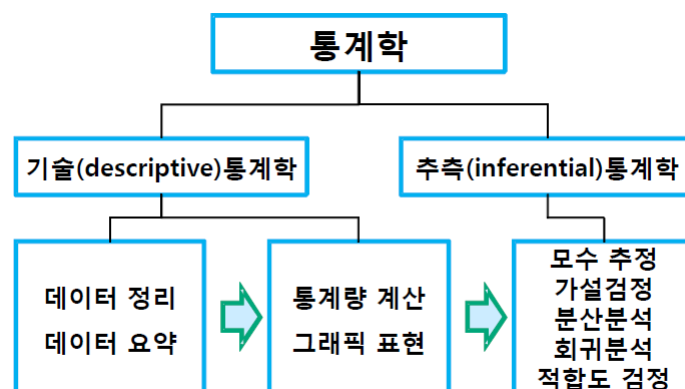 통계학
기술(descriptive)통계학
추측(inferential)통계학
데이터 정리
데이터 요약
통계량 계산
그래픽 표현
모수 추정
가설검정
분산분석
회귀분석
적합도 검정